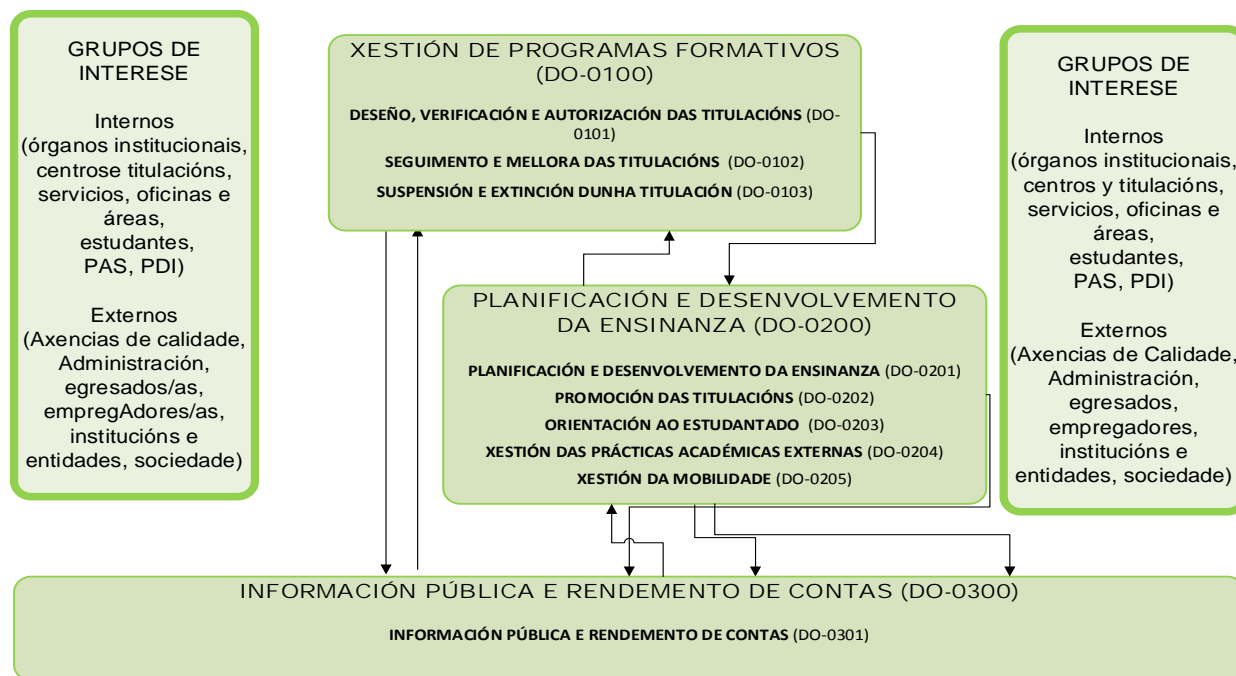 GRUPOS DE
INTERESE
Internos
(órganos institucionais,
centrose titulacións,
servicios, oficinas e
áreas,
estudantes,
PAS, PDI)
Externos
(Axencias de calidade,
Administración,
egresados/as,
empregAdores/as,
institucións e
entidades, sociedade)
XESTIÓN DE PROGRAMAS FORMATIVOS
(DO-0100)
DESEÑO, VERIFICACIÓN E AUTORIZACIÓN DAS TITULACIÓNS (DO-
0101)
SEGUIMENTO E MELLORA DAS TITULACIÓNS (DO-0102)
SUSPENSIÓN E EXTINCIÓN DUNHA TITULACIÓN (DO-0103)
PLANIFICACIÓN E DESENVOLVEMENTO
DA ENSINANZA (DO-0200)
PLANIFICACIÓN E DESENVOLVEMENTO DA ENSINANZA (DO-0201)
PROMOCIÓN DAS TITULACIÓNS (DO-0202)
ORIENTACIÓN AO ESTUDANTADO (DO-0203)
XESTIÓN DAS PRÁCTICAS ACADÉMICAS EXTERNAS (DO-0204)
XESTIÓN DA MOBILIDADE (DO-0205)
GRUPOS DE
INTERESE
Internos
(órganos institucionais,
centros y titulacións,
servicios, oficinas e
áreas,
estudantes,
PAS, PDI)
Externos
(Axencias de Calidade,
Administración,
egresados,
empregadores,
institucións e
entidades, sociedade)
INFORMACIÓN PÚBLICA E RENDEMENTO DE CONTAS (DO-0300)
INFORMACIÓN PÚBLICA E RENDEMENTO DE CONTAS (DO-0301)